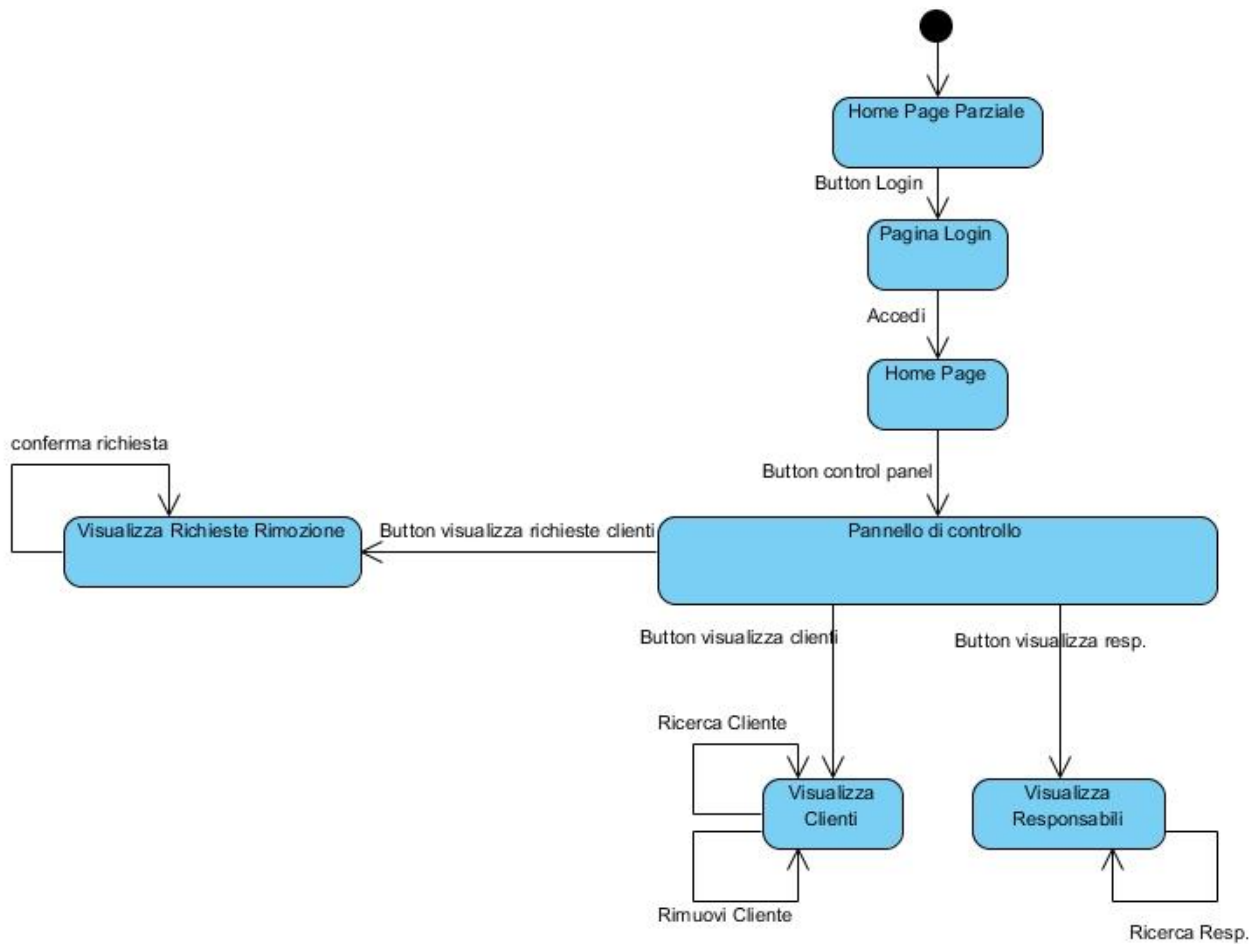 Home Page Parziale
Button Login
Pagina Login
Accedi
Home Page
conferma richiesta
Button control panel
Visualizza Richieste Rimozione
Button visualizza richieste clienti
Pannello di controllo
Button visualizza clienti
Button visualizza resp.
Ricerca Cliente
Visualizza
Clienti
Visualizza
Responsabili
Rimuovi Cliente
Ricerca Resp.